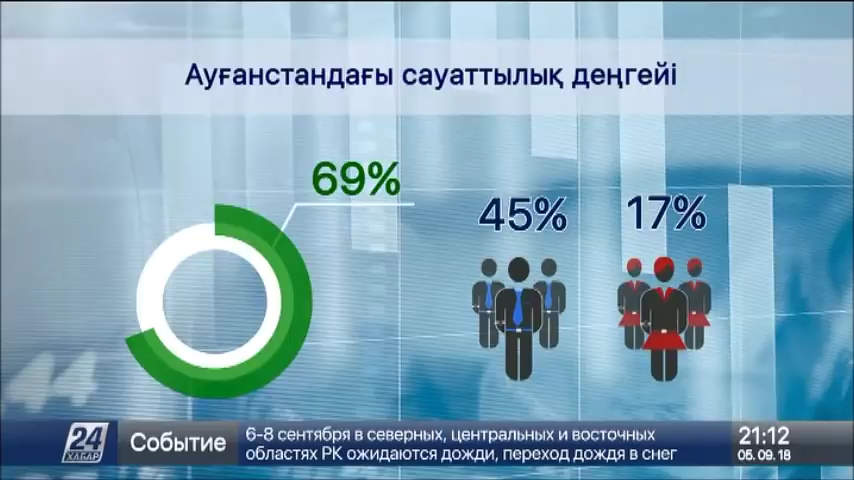 Ауғанстандағы сауаттылық деңгейі
69%
45%
17%
44
24
ХАБАР
Событие
6-8 сентября в северных, центральных и восточных
областях РК ожидаются дожди, переход дождя в снег
21:12
05.09.18